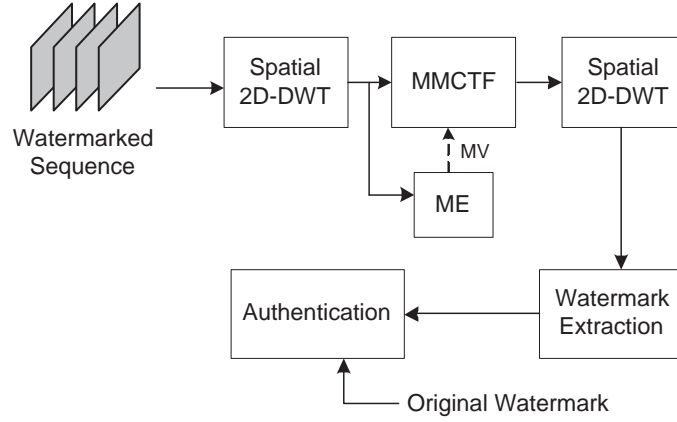 Watermarked
Sequence
Spatial
2D-DWT
MMCTF
Spatial
2D-DWT
MV
ME
Authentication
Watermark
Extraction
Original Watermark